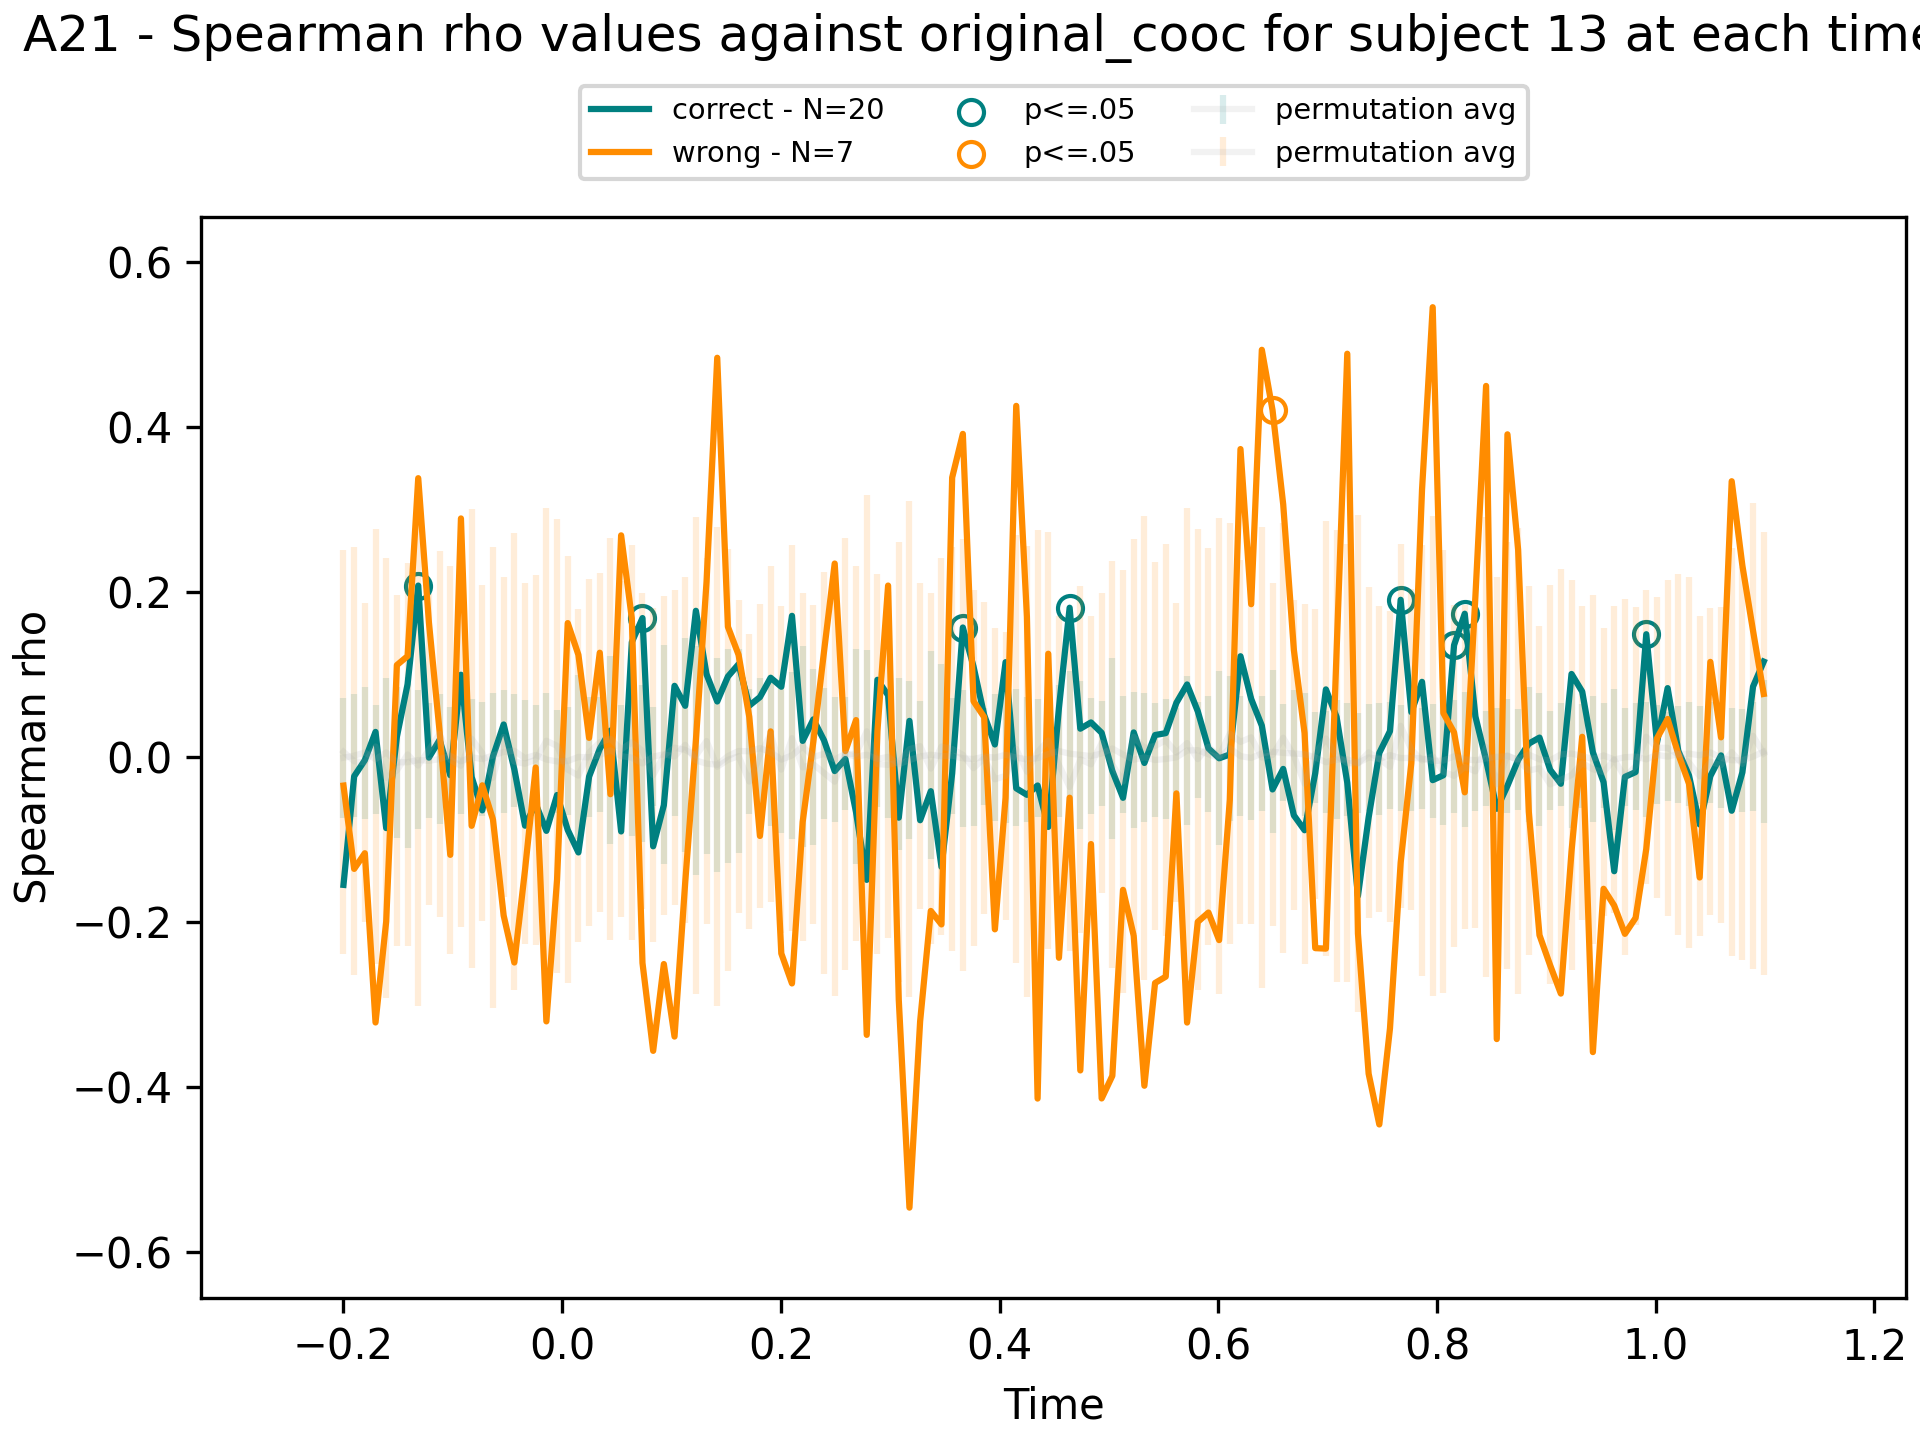 A21 - Spearman rho values against original_cooc for subject 13 at each time
correct - N=20
wrong - N=7
p<=.05
p<=.05
permutation avg
permutation avg
0.6
0.4
0.2
0.0
−0.2
−0.4
−0.6
Spearman rho
−0.2 0.0 0.2 0.4 0.6 0.8 1.0 1.2
Time